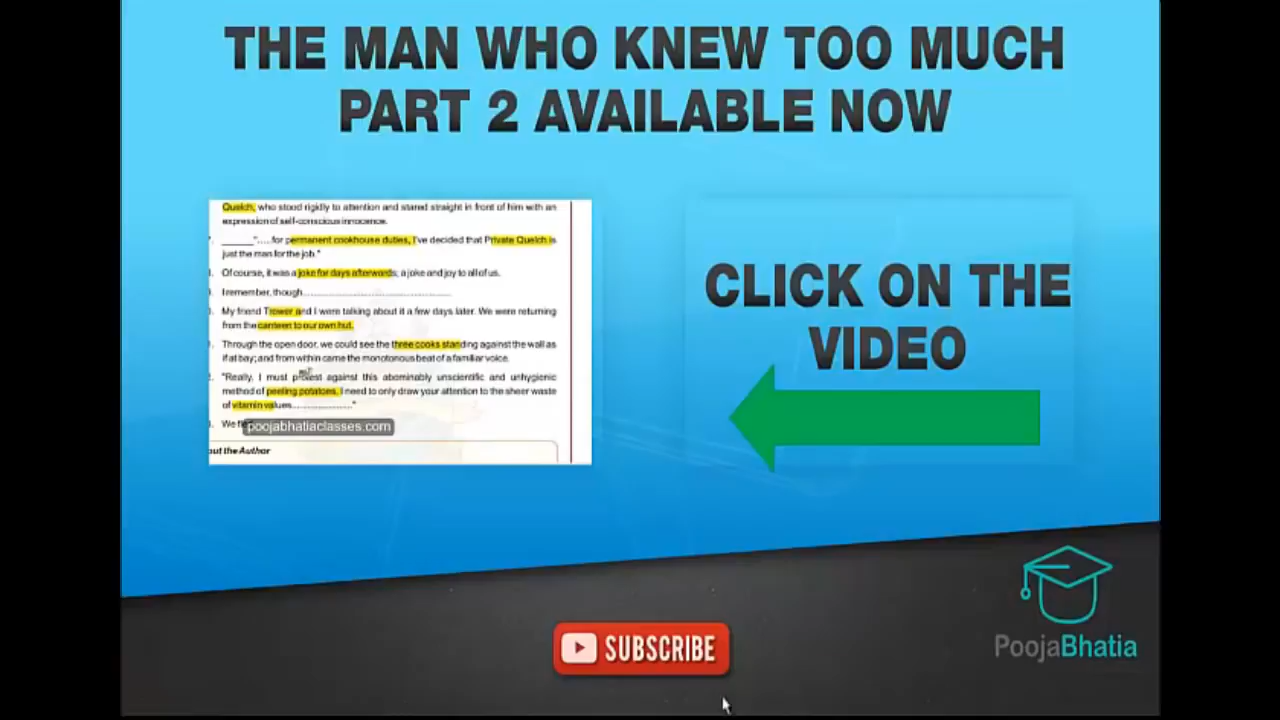 THE MAN WHO KNEW TOO MUCH
PART 2 AVAILABLE NOW
Quelch, who stood rigidly to attention and stared straight in front of him with an
expression of self-conscious innocence.
______".....for permanent cookhouse duties, I've decided that Private Quelch is
just the man for the job."
Of course, it was a joke for days afterwards; a joke and joy to all of us.
I remember, though..................................................
My friend Trower and I were talking about it a few days later. We were returning
from the canteen to our own hut.
Through the open door, we could see the three cooks standing against the wall as
if at bay; and from within came the monotonous beat of a familiar voice.
"Really, I must protest against this abominably unscientific and unhygienic
method of peeling potatoes. I need to only draw your attention to the sheer waste
of vitamin values....................."
We
poojabhatiaclasses.com
out the Author
CLICK ON THE
VIDEO
SUBSCRIBE
PoojaBhatia